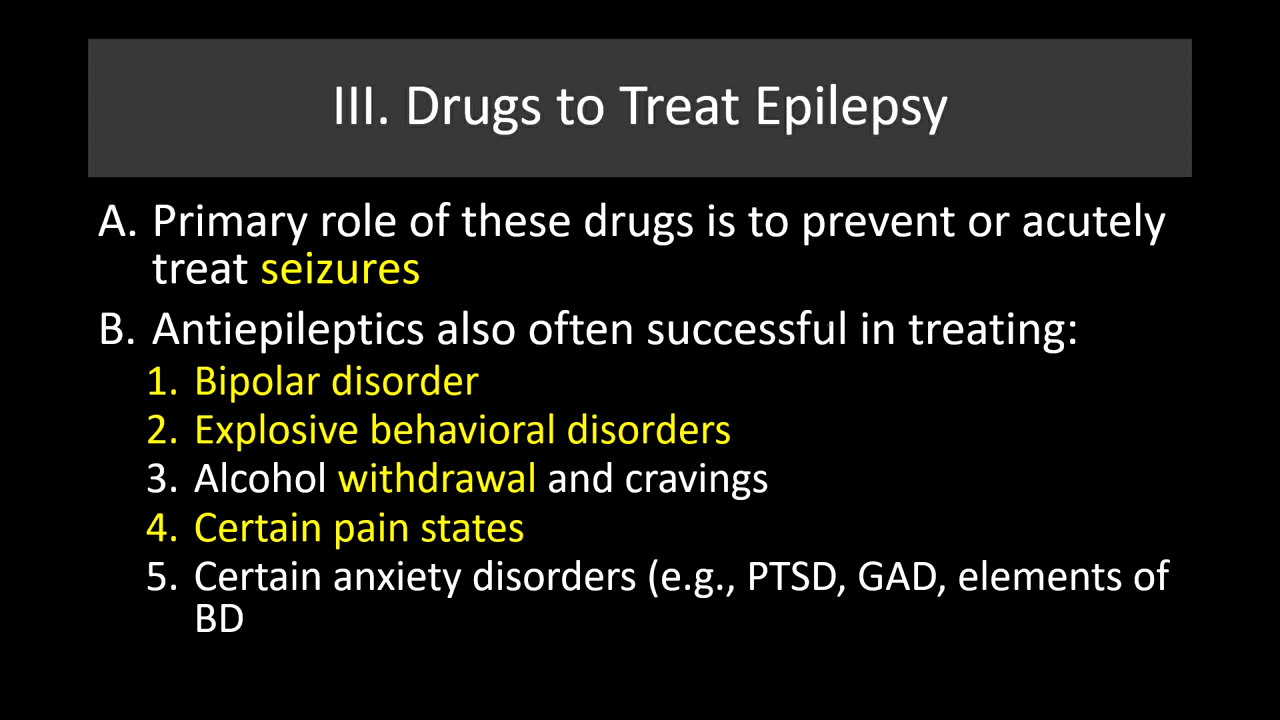 III. Drugs to Treat Epilepsy
A. Primary role of these drugs is to prevent or acutely
treat seizures
B. Antiepileptics also often successful in treating:
1. Bipolar disorder
2. Explosive behavioral disorders
3. Alcohol withdrawal and cravings
4. Certain pain states
5. Certain anxiety disorders (e.g., PTSD, GAD, elements of
BD